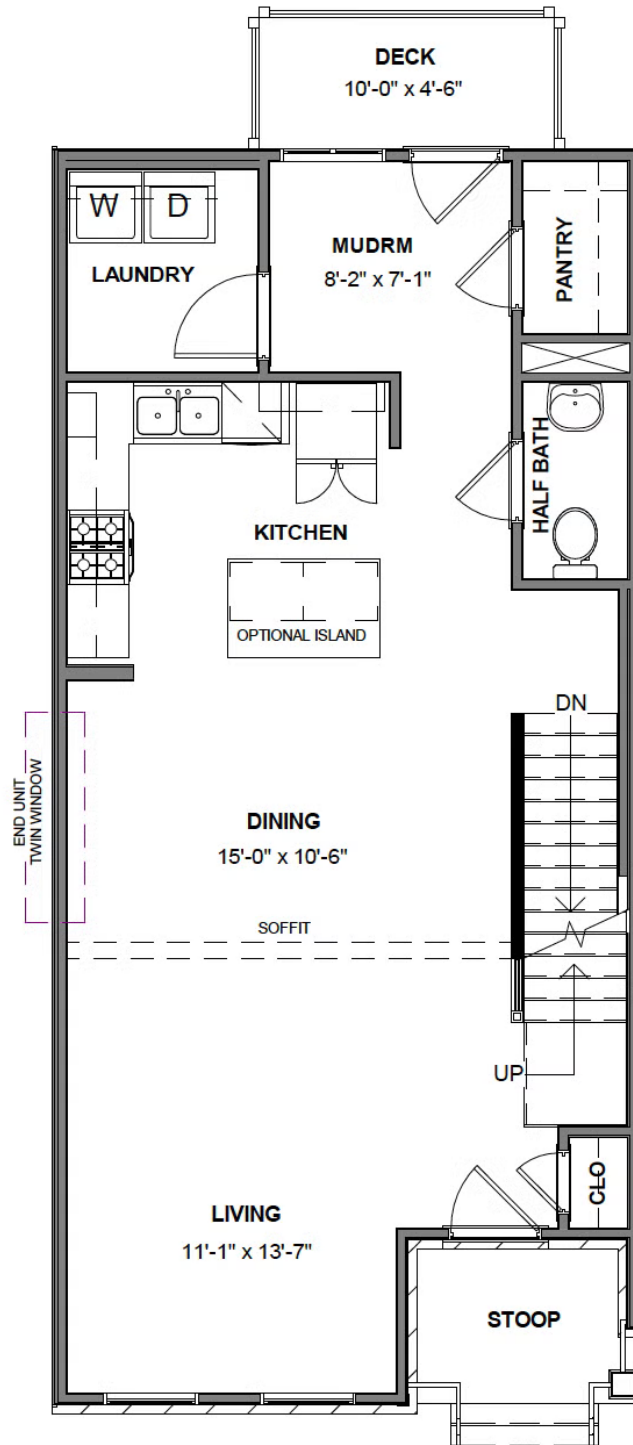 DECK
10'-0" x 4'-6"
W D
LAUNDRY
MUDRM
8'-2" x 7'-1"
PANTRY
HALF BATH
KITCHEN
OPTIONAL ISLAND
DN
END UNIT
TWIN WINDOW
DINING
15'-0" x 10'-6"
SOFFIT
UP
CLO
LIVING
11'-1" x 13'-7"
STOOP